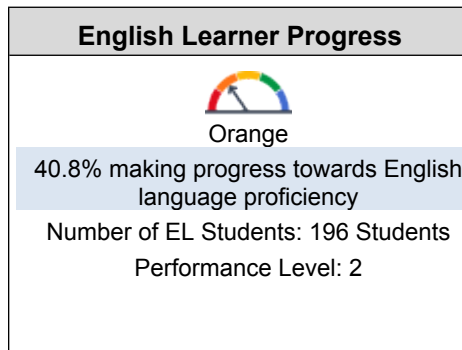 English Learner Progress
Orange
40.8% making progress towards English
language proficiency
Number of EL Students: 196 Students
Performance Level: 2